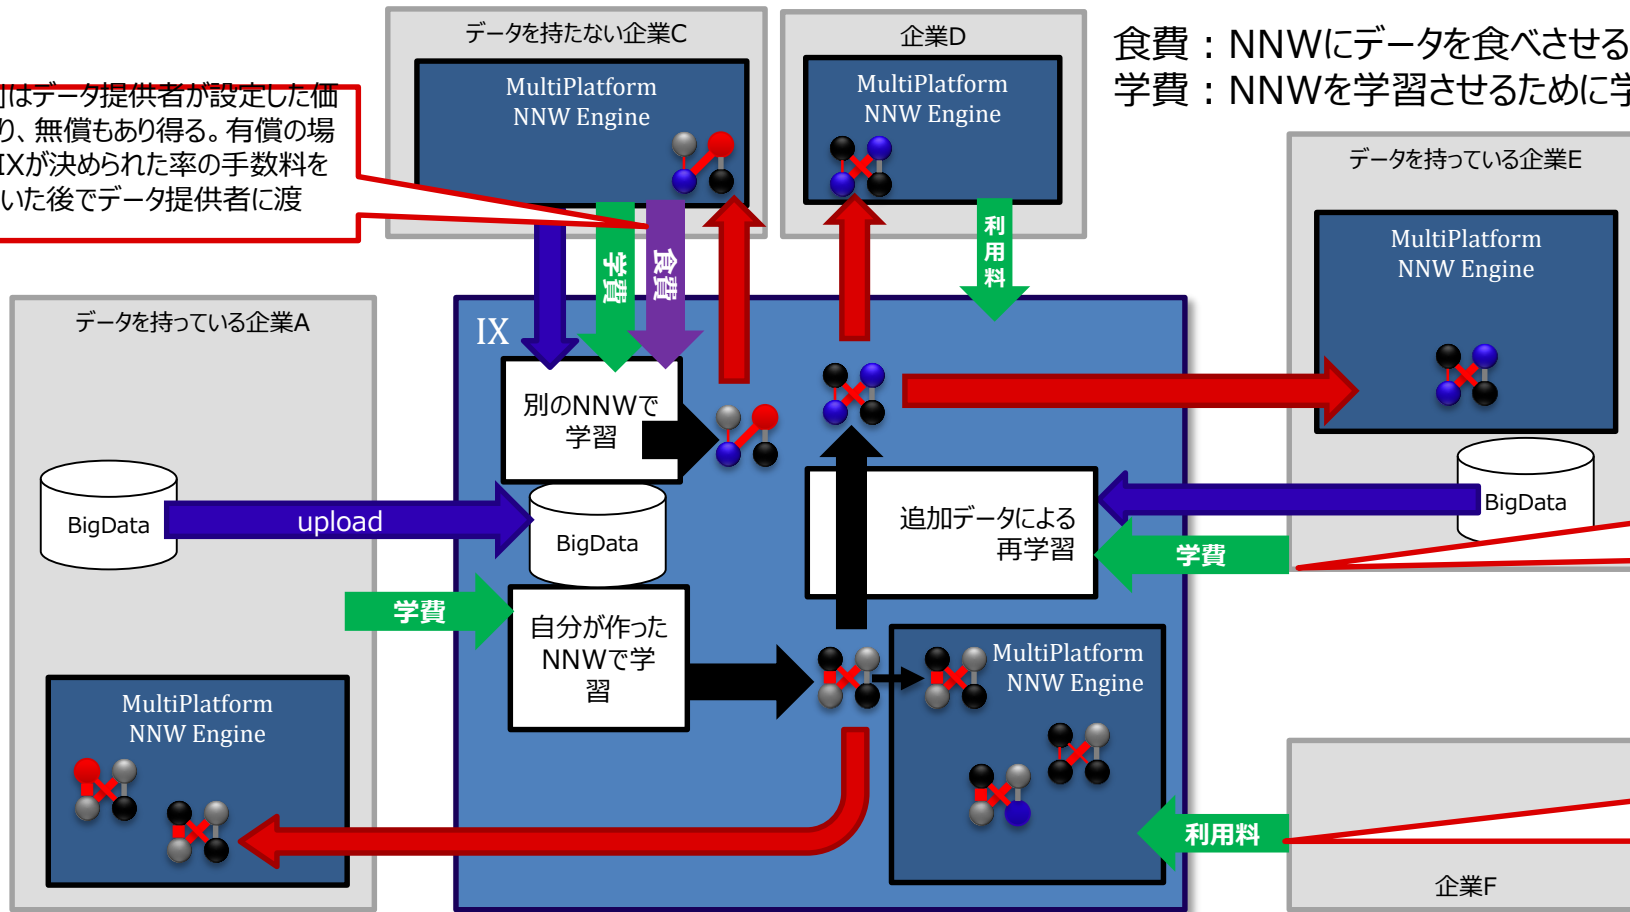 データを持たない企業C
MultiPlatform
NNW Engine
企業D
MultiPlatform
NNW Engine
食費：NNWにデータを食べさせる
学費：NNWを学習させるために学
はデータ提供者が設定した価
り、無償もあり得る。有償の場
IXが決められた率の手数料を
いた後でデータ提供者に渡
データを持っている企業E
MultiPlatform
NNW Engine
学費
食費
利用料
データを持っている企業A
IX
別のNNWで
学習
BigData
upload
BigData
追加データによる
再学習
BigData
学費
学費
自分が作った
NNWで学
習
MultiPlatform
NNW Engine
MultiPlatform
NNW Engine
利用料
企業F